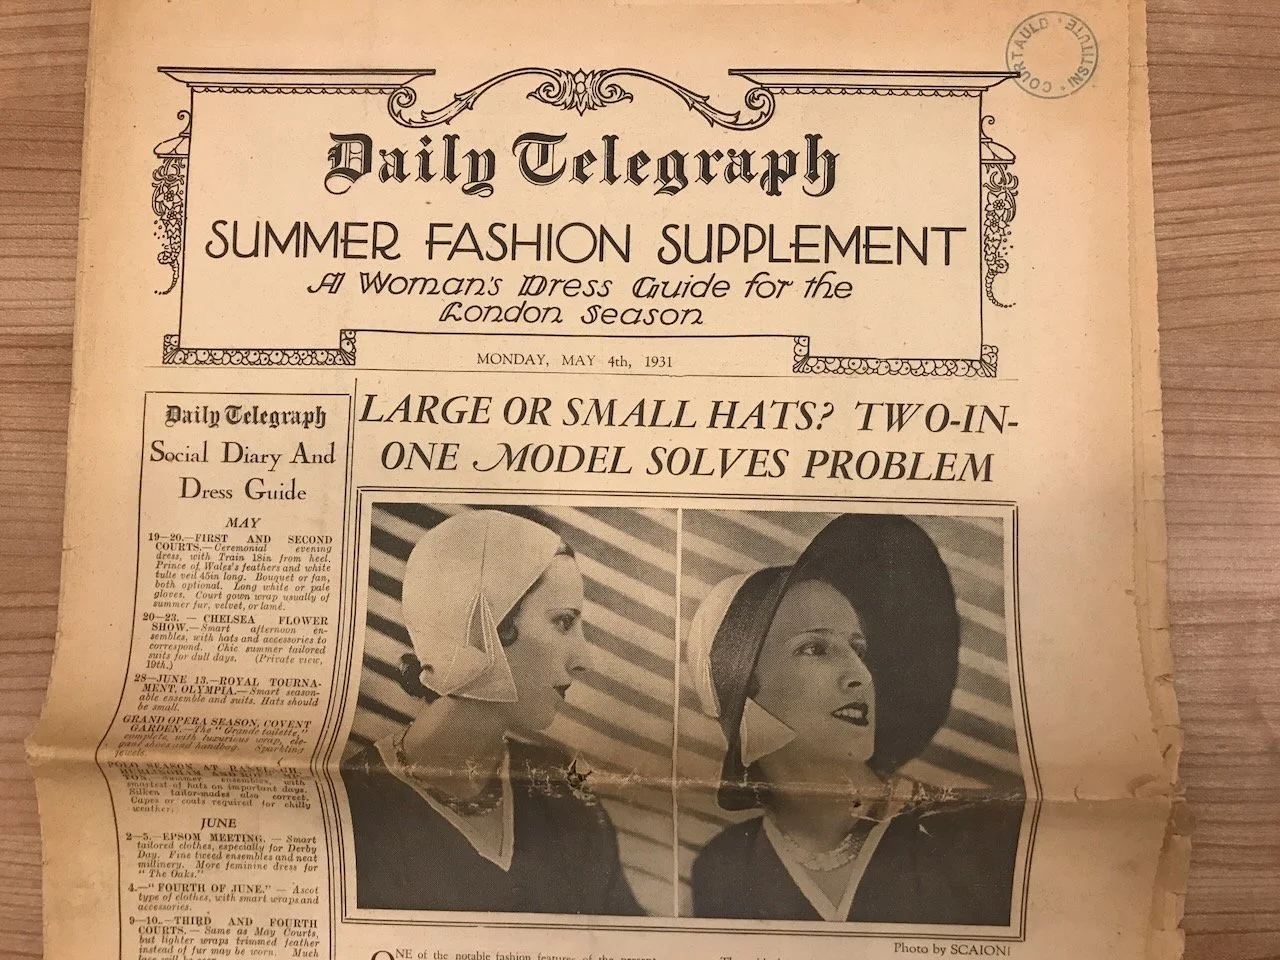 COURTAULD · INSTITUTE ·
Daily Telegraph
SUMMER FASHION SUPPLEMENT
A Woman's Dress Guide for the
London Season
MONDAY, MAY 4th, 1931
Daily Telegraph
Social Diary And
Dress Guide
MAY
19—20.—FIRST AND SECOND
COURTS.—Ceremonial evening
dress, with Train 18in from heel.
Prince of Wales's feathers and white
tulle veil 45in long. Bouquet or fan,
both optional. Long white or pale
gloves. Court gown wrap usually of
summer fur, velvet, or lamé.
20—23. — CHELSEA FLOWER
SHOW.—Smart afternoon en-
sembles, with hats and accessories to
correspond. Chic summer tailored
suits for dull days. (Private view,
19th.)
28—JUNE 13.—ROYAL TOURNA-
MENT, OLYMPIA.—Smart season-
able ensemble and suits. Hats should
be small.
GRAND OPERA SEASON, COVENT
GARDEN.—The "Grande toilette,"
complete, with luxurious wrap, ele-
gant shoes and handbag. Sparkling
jewels.
POLO SEASON AT
HURLINGHAM AND
TON.—Summer ensembles, with
smartest of hats on important days.
Silken tailor-mades also correct.
Capes or coats required for chilly
weather.
JUNE
2—5.—EPSOM MEETING. — Smart
tailored clothes, especially for Derby
Day. Fine tweed ensembles and neat
millinery. More feminine dress for
"The Oaks."
4.—"FOURTH OF JUNE." — Ascot
type of clothes, with smart wraps and
accessories.
9—10.—THIRD AND FOURTH
COURTS. — Same as May Courts,
but lighter wraps trimmed feather
instead of fur may be worn. Much
LARGE OR SMALL HATS? TWO-IN-
ONE MODEL SOLVES PROBLEM
Photo by SCAIONI
ONE of the notable fashion features of the present